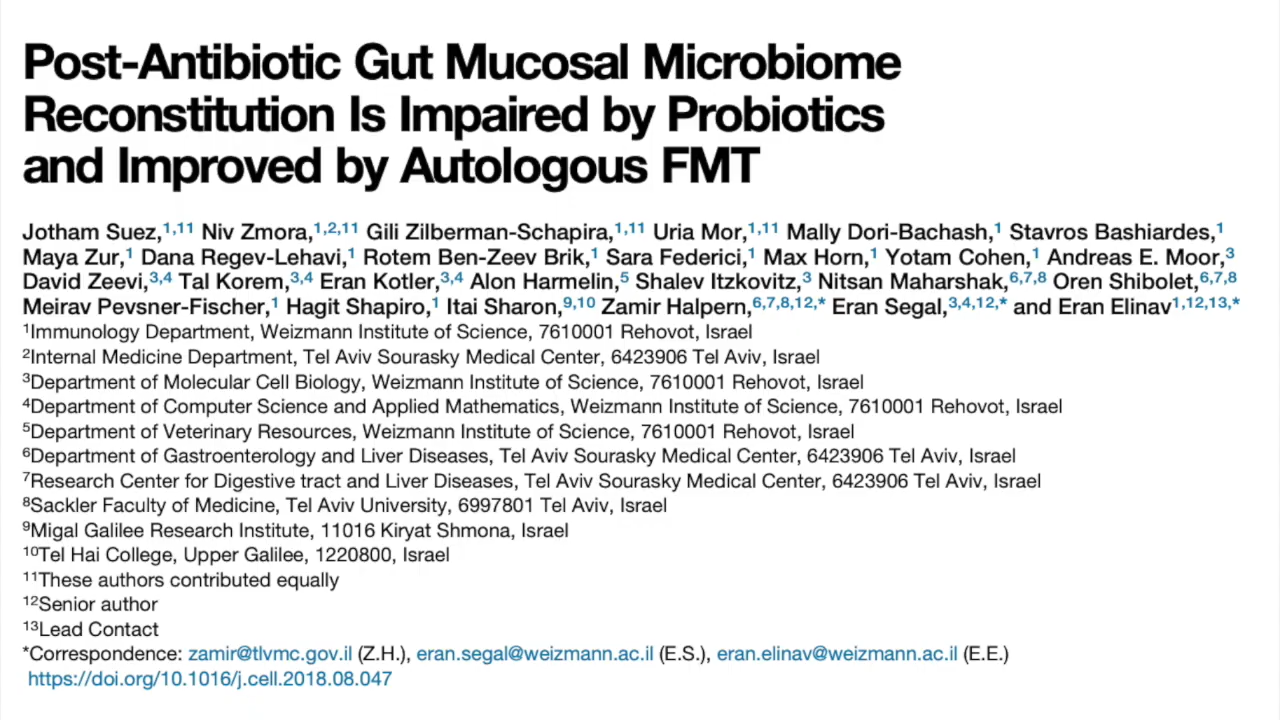 Post-Antibiotic Gut Mucosal Microbiome
Reconstitution Is Impaired by Probiotics
and Improved by Autologous FMT
Jotham Suez,1,11 Niv Zmora,1,2,11 Gili Zilberman-Schapira,1,11 Uria Mor,1,11 Mally Dori-Bachash,1 Stavros Bashiardes,1
Maya Zur,1 Dana Regev-Lehavi,1 Rotem Ben-Zeev Brik,1 Sara Federici,1 Max Horn,1 Yotam Cohen,1 Andreas E. Moor,3
David Zeevi,3,4 Tal Korem,3,4 Eran Kotler,3,4 Alon Harmelin,5 Shalev Itzkovitz,3 Nitsan Maharshak,6,7,8 Oren Shibolet,6,7,8
Meirav Pevsner-Fischer,1 Hagit Shapiro,1 Itai Sharon,9,10 Zamir Halpern,6,7,8,12,* Eran Segal,3,4,12,* and Eran Elinav1,12,13,*
1Immunology Department, Weizmann Institute of Science, 7610001 Rehovot, Israel
2Internal Medicine Department, Tel Aviv Sourasky Medical Center, 6423906 Tel Aviv, Israel
3Department of Molecular Cell Biology, Weizmann Institute of Science, 7610001 Rehovot, Israel
4Department of Computer Science and Applied Mathematics, Weizmann Institute of Science, 7610001 Rehovot, Israel
5Department of Veterinary Resources, Weizmann Institute of Science, 7610001 Rehovot, Israel
6Department of Gastroenterology and Liver Diseases, Tel Aviv Sourasky Medical Center, 6423906 Tel Aviv, Israel
7Research Center for Digestive tract and Liver Diseases, Tel Aviv Sourasky Medical Center, 6423906 Tel Aviv, Israel
8Sackler Faculty of Medicine, Tel Aviv University, 6997801 Tel Aviv, Israel
9Migal Galilee Research Institute, 11016 Kiryat Shmona, Israel
10Tel Hai College, Upper Galilee, 1220800, Israel
11These authors contributed equally
12Senior author
13Lead Contact
*Correspondence: zamir@tlvmc.gov.il (Z.H.), eran.segal@weizmann.ac.il (E.S.), eran.elinav@weizmann.ac.il (E.E.)
https://doi.org/10.1016/j.cell.2018.08.047